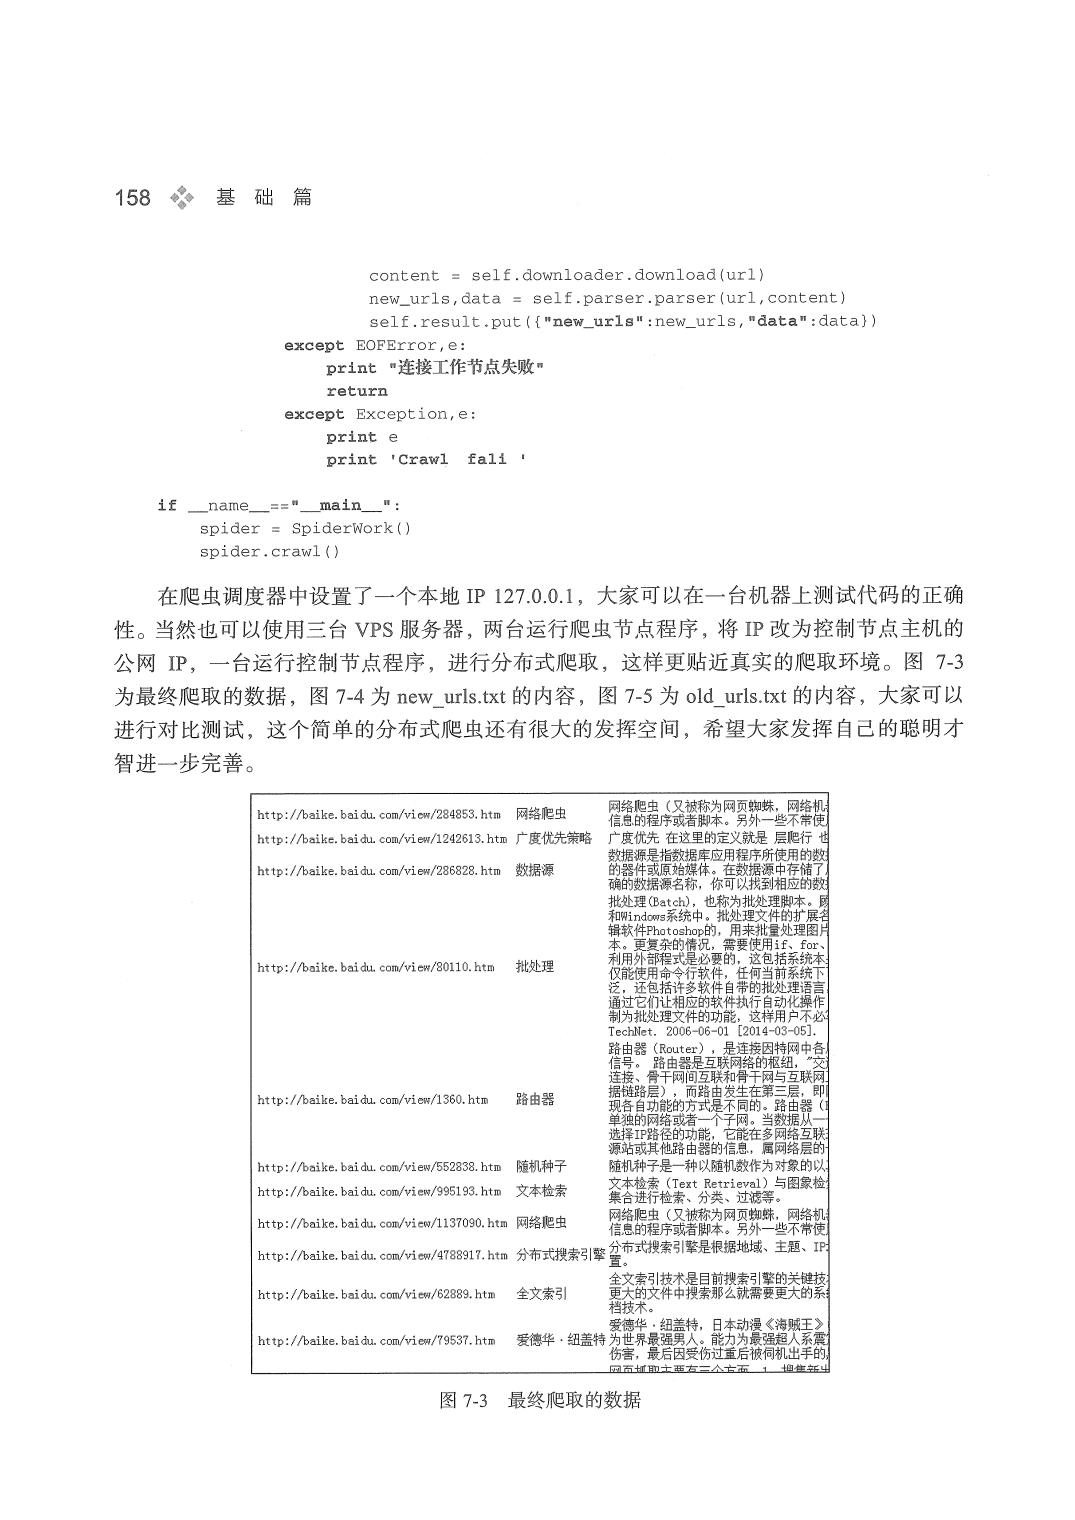 158 基 础 篇
content = self.downloader.download(url)
new_urls,data = self.parser.parser(url,content)
self.result.put({"new_urls":new_urls,"data":data})
except EOFError,e:
print "连接工作节点失败"
return
except Exception,e:
print e
print 'Crawl  fali '
if __name__=="__main__":
spider = SpiderWork()
spider.crawl()
在爬虫调度器中设置了一个本地 IP 127.0.0.1，大家可以在一台机器上测试代码的正确
性。当然也可以使用三台 VPS 服务器，两台运行爬虫节点程序，将 IP 改为控制节点主机的
公网 IP，一台运行控制节点程序，进行分布式爬取，这样更贴近真实的爬取环境。图 7-3
为最终爬取的数据，图 7-4 为 new_urls.txt 的内容，图 7-5 为 old_urls.txt 的内容，大家可以
进行对比测试，这个简单的分布式爬虫还有很大的发挥空间，希望大家发挥自己的聪明才
智进一步完善。
http://baike.baidu.com/view/284853.htm 网络爬虫 网络爬虫（又被称为网页蜘蛛，网络机
信息的程序或者脚本。另外一些不常使
http://baike.baidu.com/view/1242613.htm 广度优先策略 广度优先 在这里的定义就是 层爬行 也
数据源是指数据库应用程序所使用的数
http://baike.baidu.com/view/286828.htm 数据源 的器件或原始媒体。在数据源中存储了
确的数据源名称，你可以找到相应的数
批处理(Batch)，也称为批处理脚本。顾
和Windows系统中。批处理文件的扩展名
辑软件Photoshop的，用来批量处理图片
本。更复杂的情况，需要使用if、for、
利用外部程式是必要的，这包括系统本
http://baike.baidu.com/view/80110.htm 批处理 仅能使用命令行软件，任何当前系统下
泛，还包括许多软件自带的批处理语言
通过它们让相应的软件执行自动化操作
制为批处理文件的功能，这样用户不必
TechNet. 2006-06-01 [2014-03-05].
路由器（Router），是连接因特网中各
信号。 路由器是互联网络的枢纽，"交
连接、骨干网间互联和骨干网与互联网
据链路层），而路由发生在第三层，即
http://baike.baidu.com/view/1360.htm 路由器 现各自功能的方式是不同的。路由器（
单独的网络或者一个子网。当数据从一
选择IP路径的功能，它能在多网络互联
源站或其他路由器的信息，属网络层的
http://baike.baidu.com/view/552838.htm 随机种子 随机种子是一种以随机数作为对象的以
http://baike.baidu.com/view/995193.htm 文本检索 文本检索（Text Retrieval）与图象检
集合进行检索、分类、过滤等。
http://baike.baidu.com/view/1137090.htm 网络爬虫 网络爬虫（又被称为网页蜘蛛，网络机
信息的程序或者脚本。另外一些不常使
http://baike.baidu.com/view/4788917.htm 分布式搜索引擎 分布式搜索引擎是根据地域、主题、IP
置。
全文索引技术是目前搜索引擎的关键技
http://baike.baidu.com/view/62889.htm 全文索引 更大的文件中搜索那么就需要更大的系
档技术。
爱德华·纽盖特，日本动漫《海贼王》
http://baike.baidu.com/view/79537.htm 爱德华·纽盖特 为世界最强男人。能力为最强超人系震
伤害，最后因受伤过重后被伺机出手的
图 7-3 最终爬取的数据